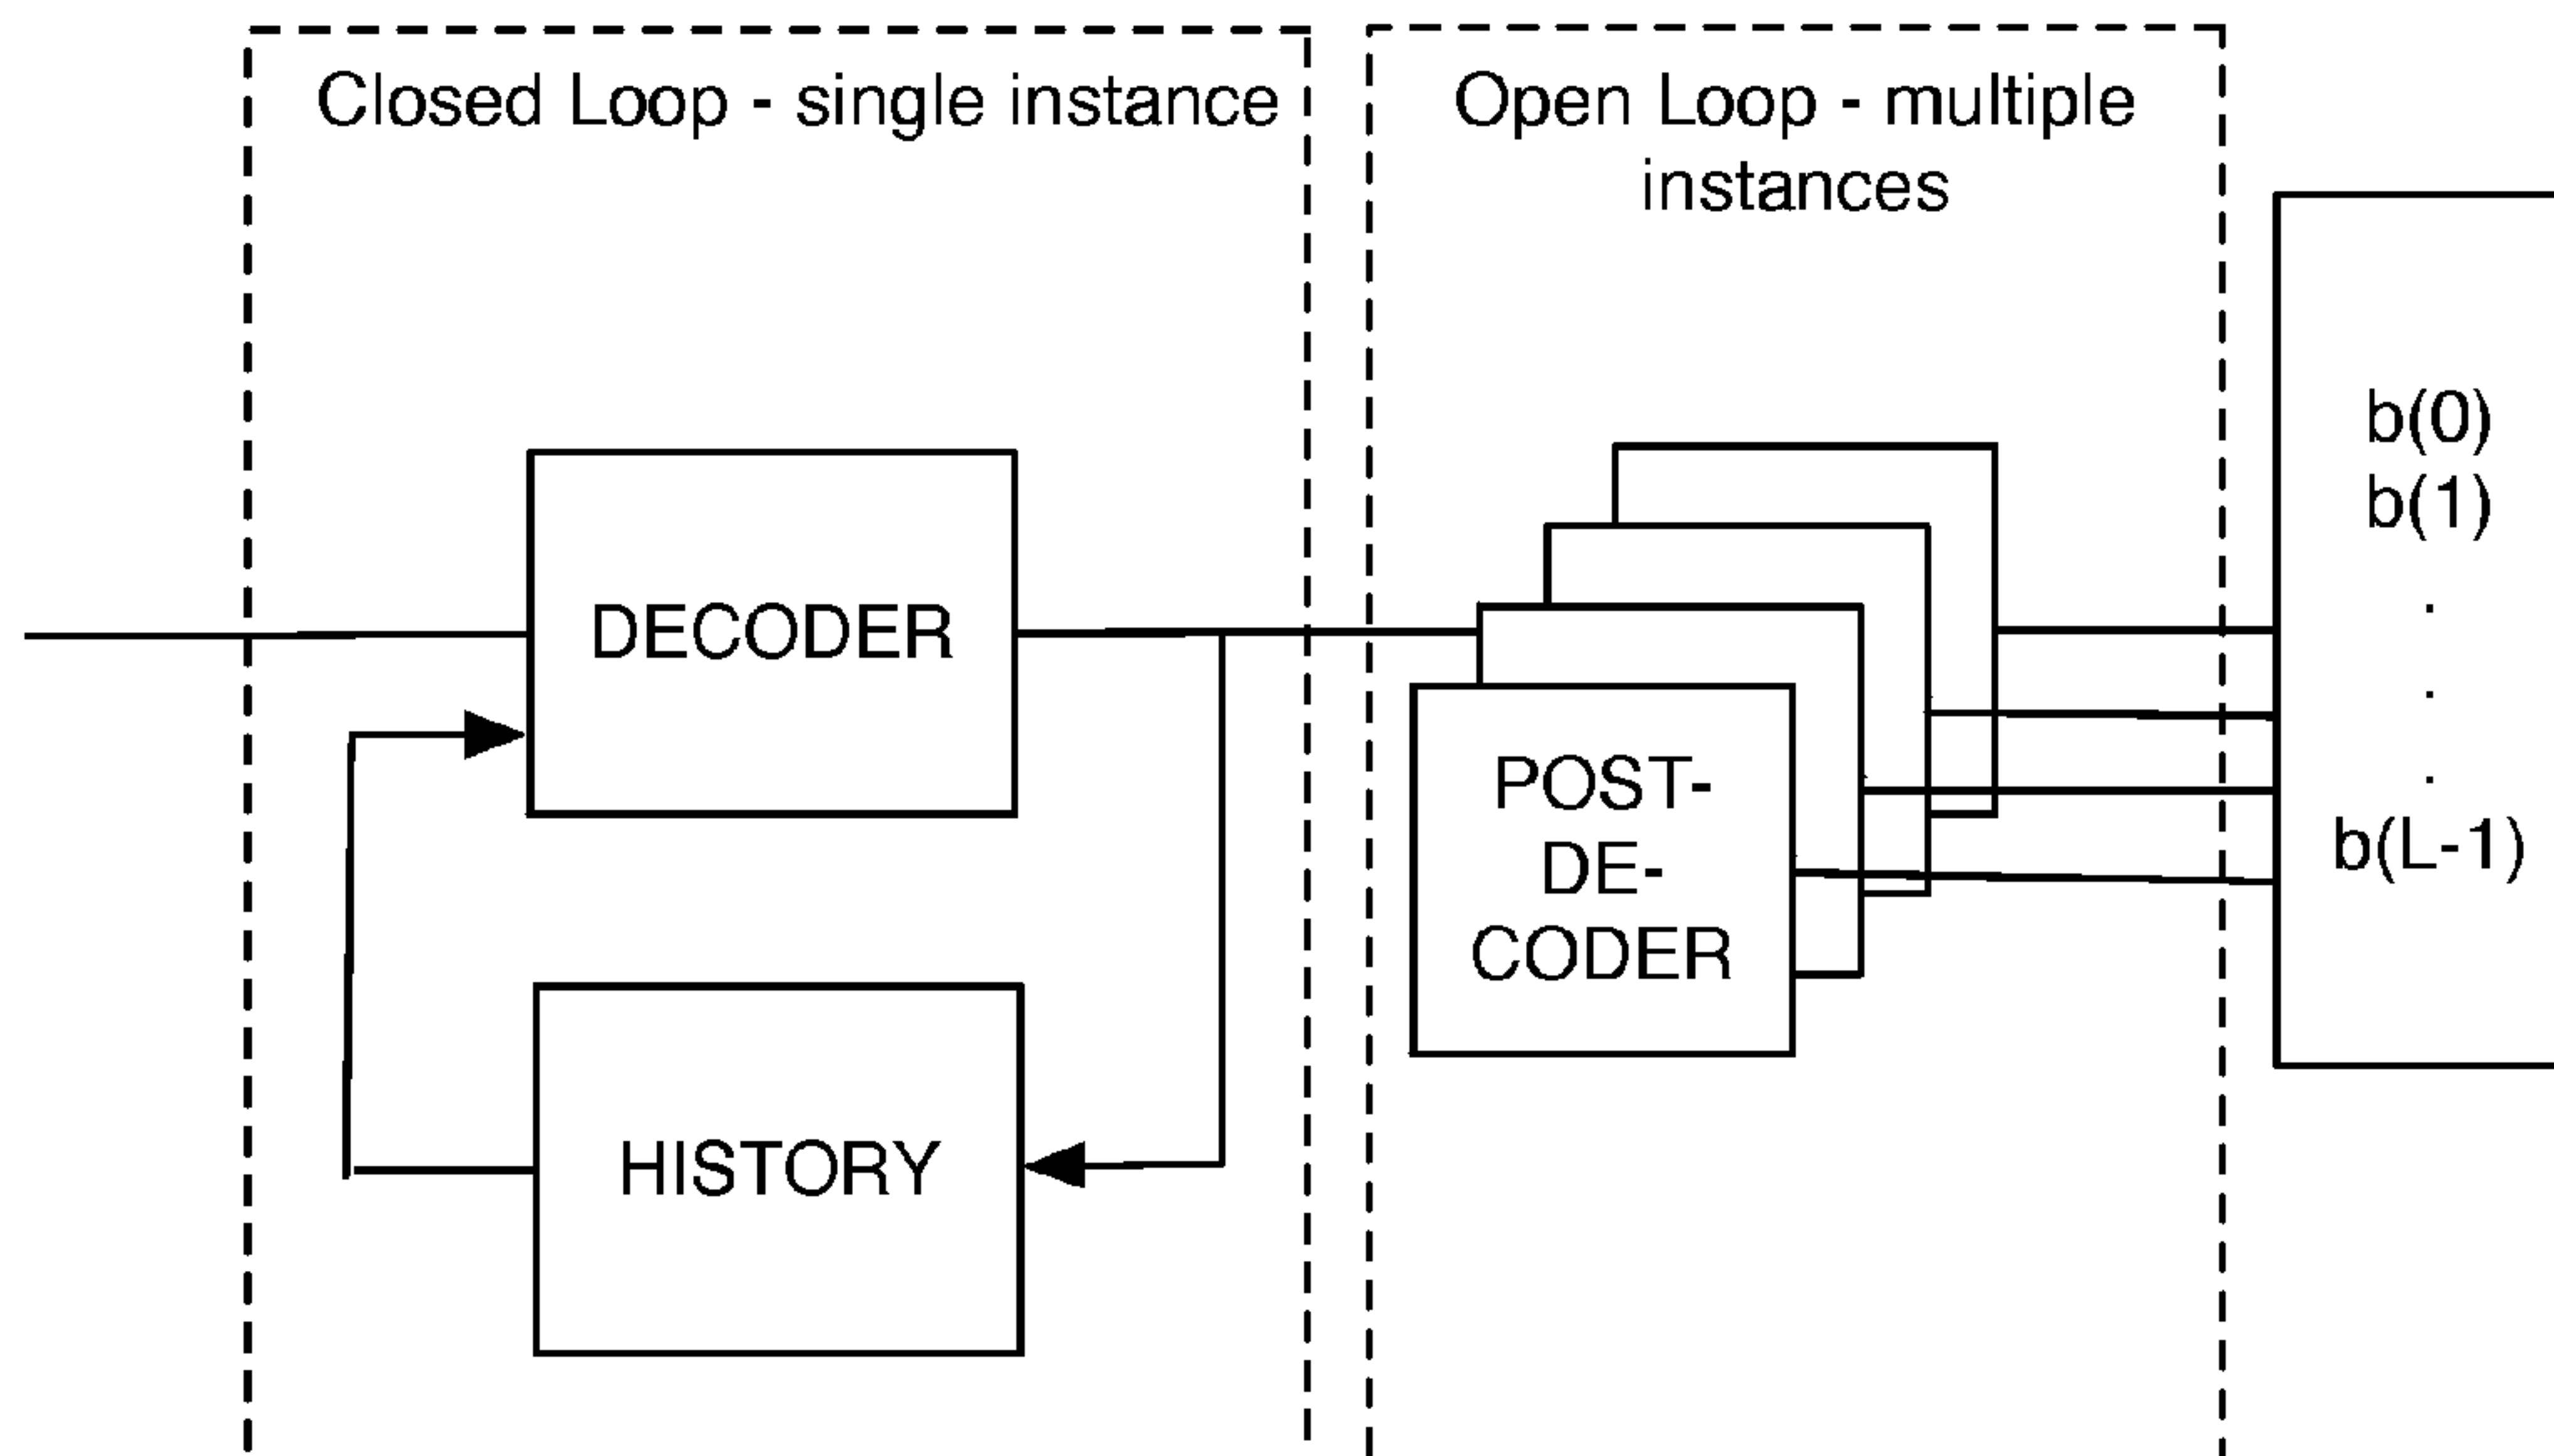 Closed Loop - single instance
Open Loop - multiple
instances
DECODER
HISTORY
POST-
DE-
CODER
b(0)
b(1)
.
.
.
b(L-1)